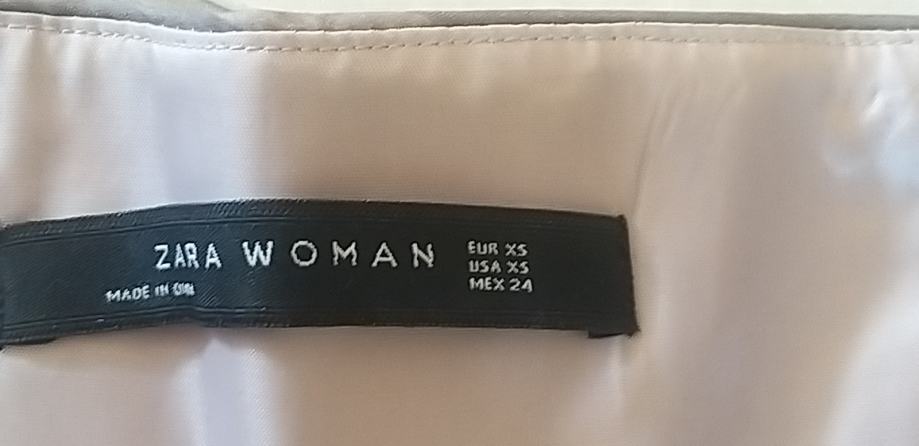 ZARA WOMAN
MADE IN
EUR XS
USA XS
MEX 24